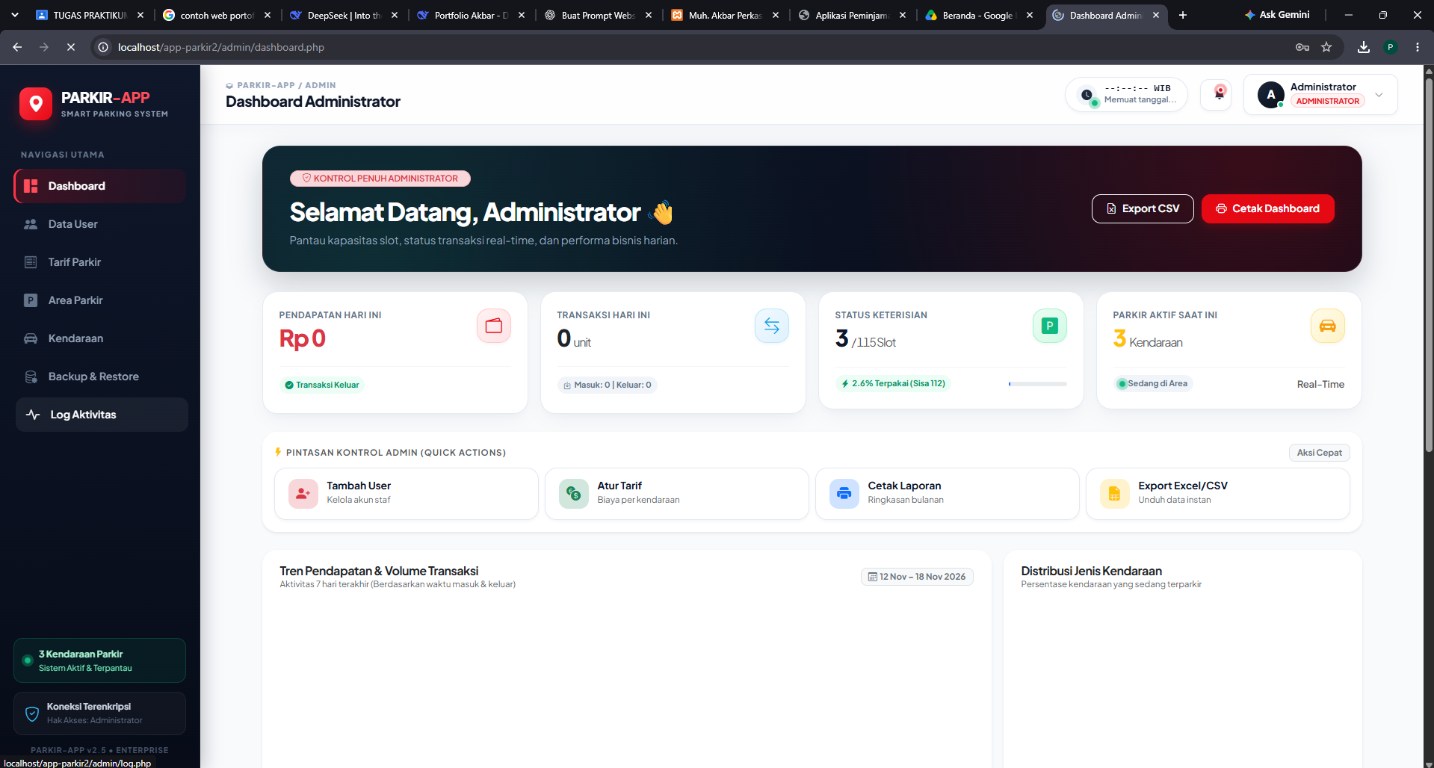 TUGAS PRAKTIKU
contoh web portof
DeepSeek | Into th
Portfolio Akbar - D
Buat Prompt Webs
Muh. Akbar Perkas
Aplikasi Peminjam
Beranda - Google
Dashboard Admin
Ask Gemini
localhost/app-parkir2/admin/dashboard.php
P
PARKIR-APP
SMART PARKING SYSTEM
NAVIGASI UTAMA
Dashboard
Data User
Tarif Parkir
P
Area Parkir
Kendaraan
Backup & Restore
Log Aktivitas
3 Kendaraan Parkir
Sistem Aktif & Terpantau
Koneksi Terenkripsi
Hak Akses: Administrator
PARKIR-APP v2.5 • ENTERPRISE
localhost/app-parkir2/admin/log.php
PARKIR-APP / ADMIN
Dashboard Administrator
--:--:-- WIB
Memuat tanggal...
A
Administrator
ADMINISTRATOR
KONTROL PENUH ADMINISTRATOR
Selamat Datang, Administrator 👋
Pantau kapasitas slot, status transaksi real-time, dan performa bisnis harian.
Export CSV
Cetak Dashboard
PENDAPATAN HARI INI
Rp 0
Transaksi Keluar
TRANSAKSI HARI INI
0 unit
Masuk: 0 | Keluar: 0
STATUS KETERISIAN
P
3 / 115 Slot
2.6% Terpakai (Sisa 112)
PARKIR AKTIF SAAT INI
3 Kendaraan
Sedang di Area
Real-Time
PINTASAN KONTROL ADMIN (QUICK ACTIONS)
Aksi Cepat
Tambah User
Kelola akun staf
Atur Tarif
Biaya per kendaraan
Cetak Laporan
Ringkasan bulanan
Export Excel/CSV
Unduh data instan
Tren Pendapatan & Volume Transaksi
Aktivitas 7 hari terakhir (Berdasarkan waktu masuk & keluar)
12 Nov - 18 Nov 2026
Distribusi Jenis Kendaraan
Persentase kendaraan yang sedang terparkir